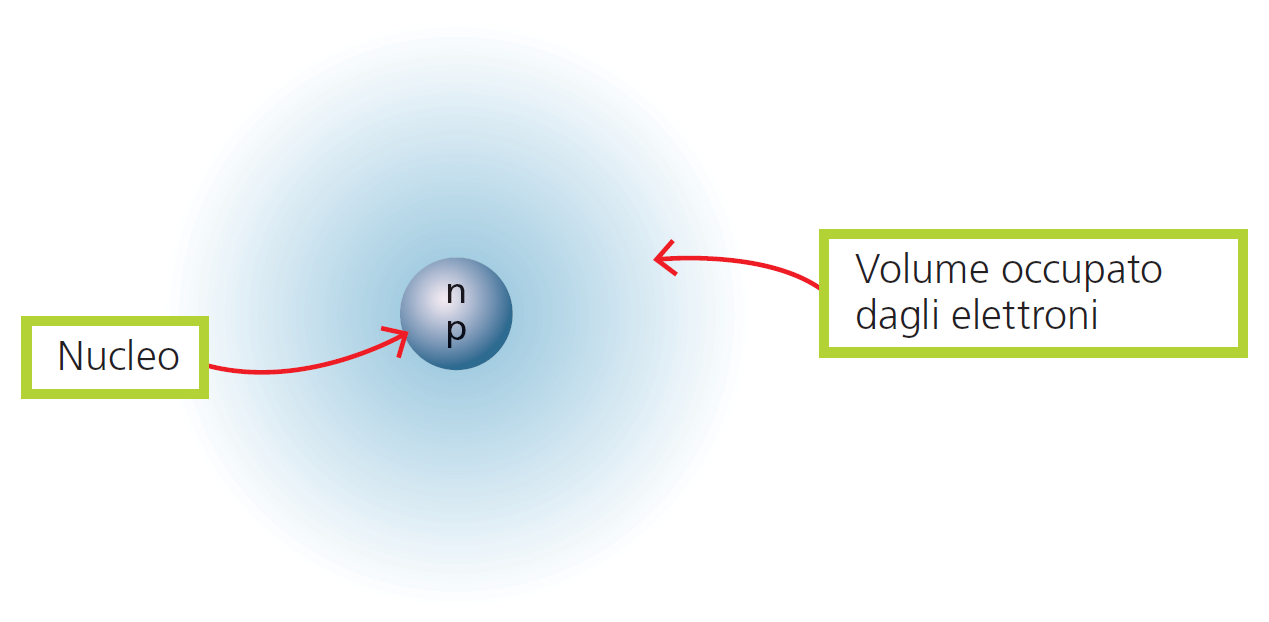 n
p
Nucleo
Volume occupato
dagli elettroni